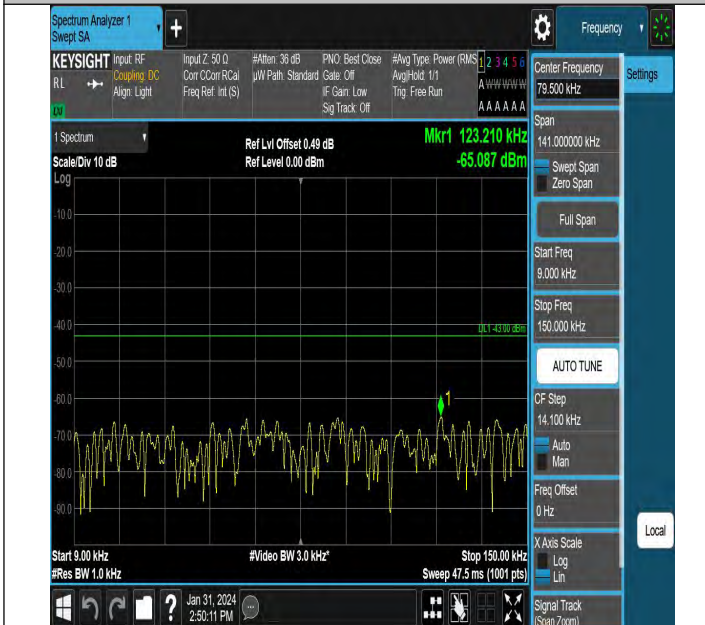 Spectrum Analyzer 1
Swept SA
+
Frequency
KEYSIGHT
RL
Input: RF
Coupling: DC
Align: Light
Input Z: 50 Ω
Corr CCorr RCal
Freq Ref: Int (S)
#Atten: 36 dB
µW Path: Standard
PNO: Best Close
Gate: Off
IF Gain: Low
Sig Track: Off
#Avg Type: Power (RMS
Avg|Hold: 1/1
Trig: Free Run
1 2 3 4 5 6
A W W W W W
A A A A A A
1 Spectrum
Scale/Div 10 dB
Log
Ref Lvl Offset 0.49 dB
Ref Level 0.00 dBm
Mkr1 123.210 kHz
-65.087 dBm
-10.0
-20.0
-30.0
-40.0
-50.0
-60.0
-70.0
-80.0
-90.0
DL1 -43.00 dBm
1
Start 9.00 kHz
#Res BW 1.0 kHz
#Video BW 3.0 kHz*
Stop 150.00 kHz
Sweep 47.5 ms (1001 pts)
?
Jan 31, 2024
2:50:11 PM
Center Frequency
79.500 kHz
Span
141.000000 kHz
Swept Span
Zero Span
Full Span
Start Freq
9.000 kHz
Stop Freq
150.000 kHz
AUTO TUNE
CF Step
14.100 kHz
Auto
Man
Freq Offset
0 Hz
X Axis Scale
Log
Lin
Signal Track
(Span Zoom)
Settings
Local